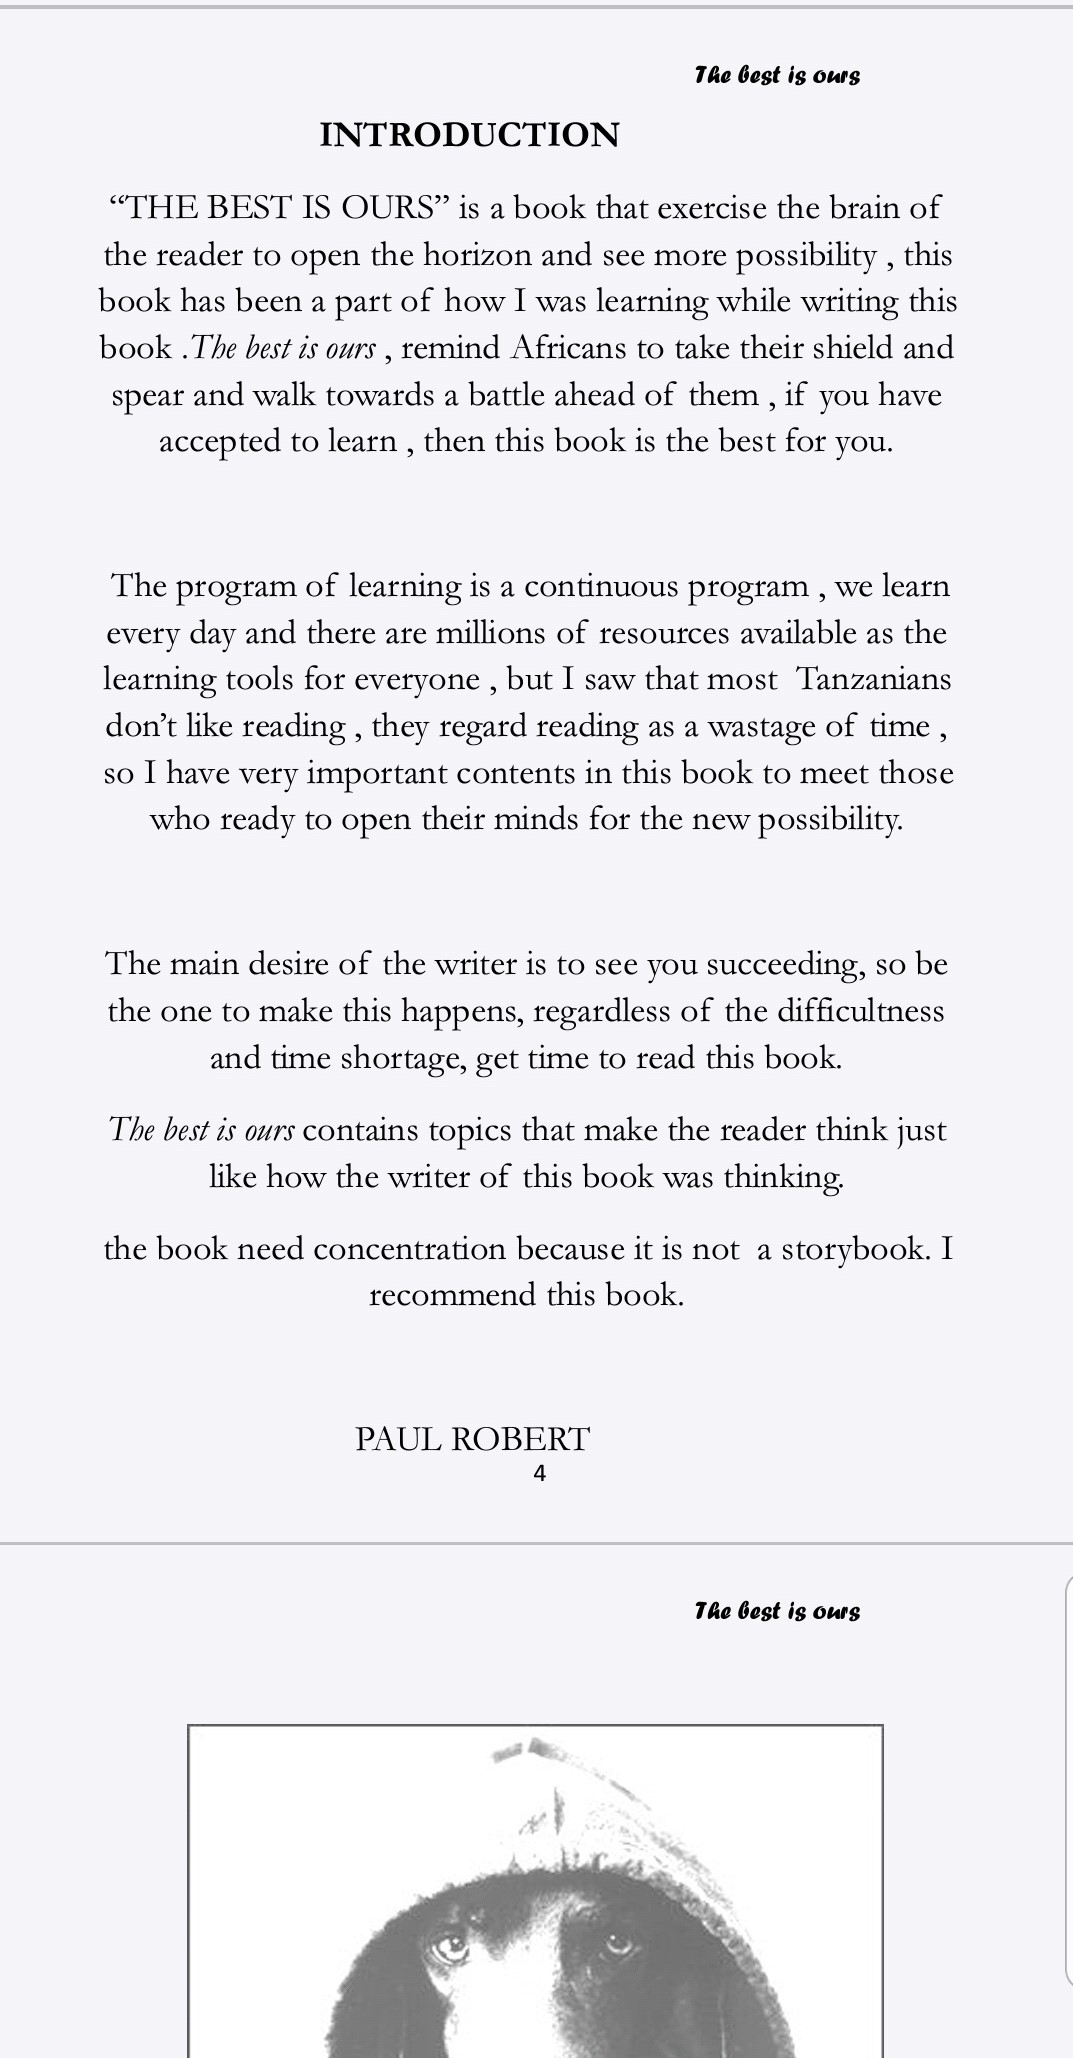 The best is ours
INTRODUCTION
“THE BEST IS OURS” is a book that exercise the brain of
the reader to open the horizon and see more possibility , this
book has been a part of how I was learning while writing this
book .The best is ours , remind Africans to take their shield and
spear and walk towards a battle ahead of them , if you have
accepted to learn , then this book is the best for you.
The program of learning is a continuous program , we learn
every day and there are millions of resources available as the
learning tools for everyone , but I saw that most Tanzanians
don’t like reading , they regard reading as a wastage of time ,
so I have very important contents in this book to meet those
who ready to open their minds for the new possibility.
The main desire of the writer is to see you succeeding, so be
the one to make this happens, regardless of the difficultness
and time shortage, get time to read this book.
The best is ours contains topics that make the reader think just
like how the writer of this book was thinking.
the book need concentration because it is not a storybook. I
recommend this book.
PAUL ROBERT
4
The best is ours